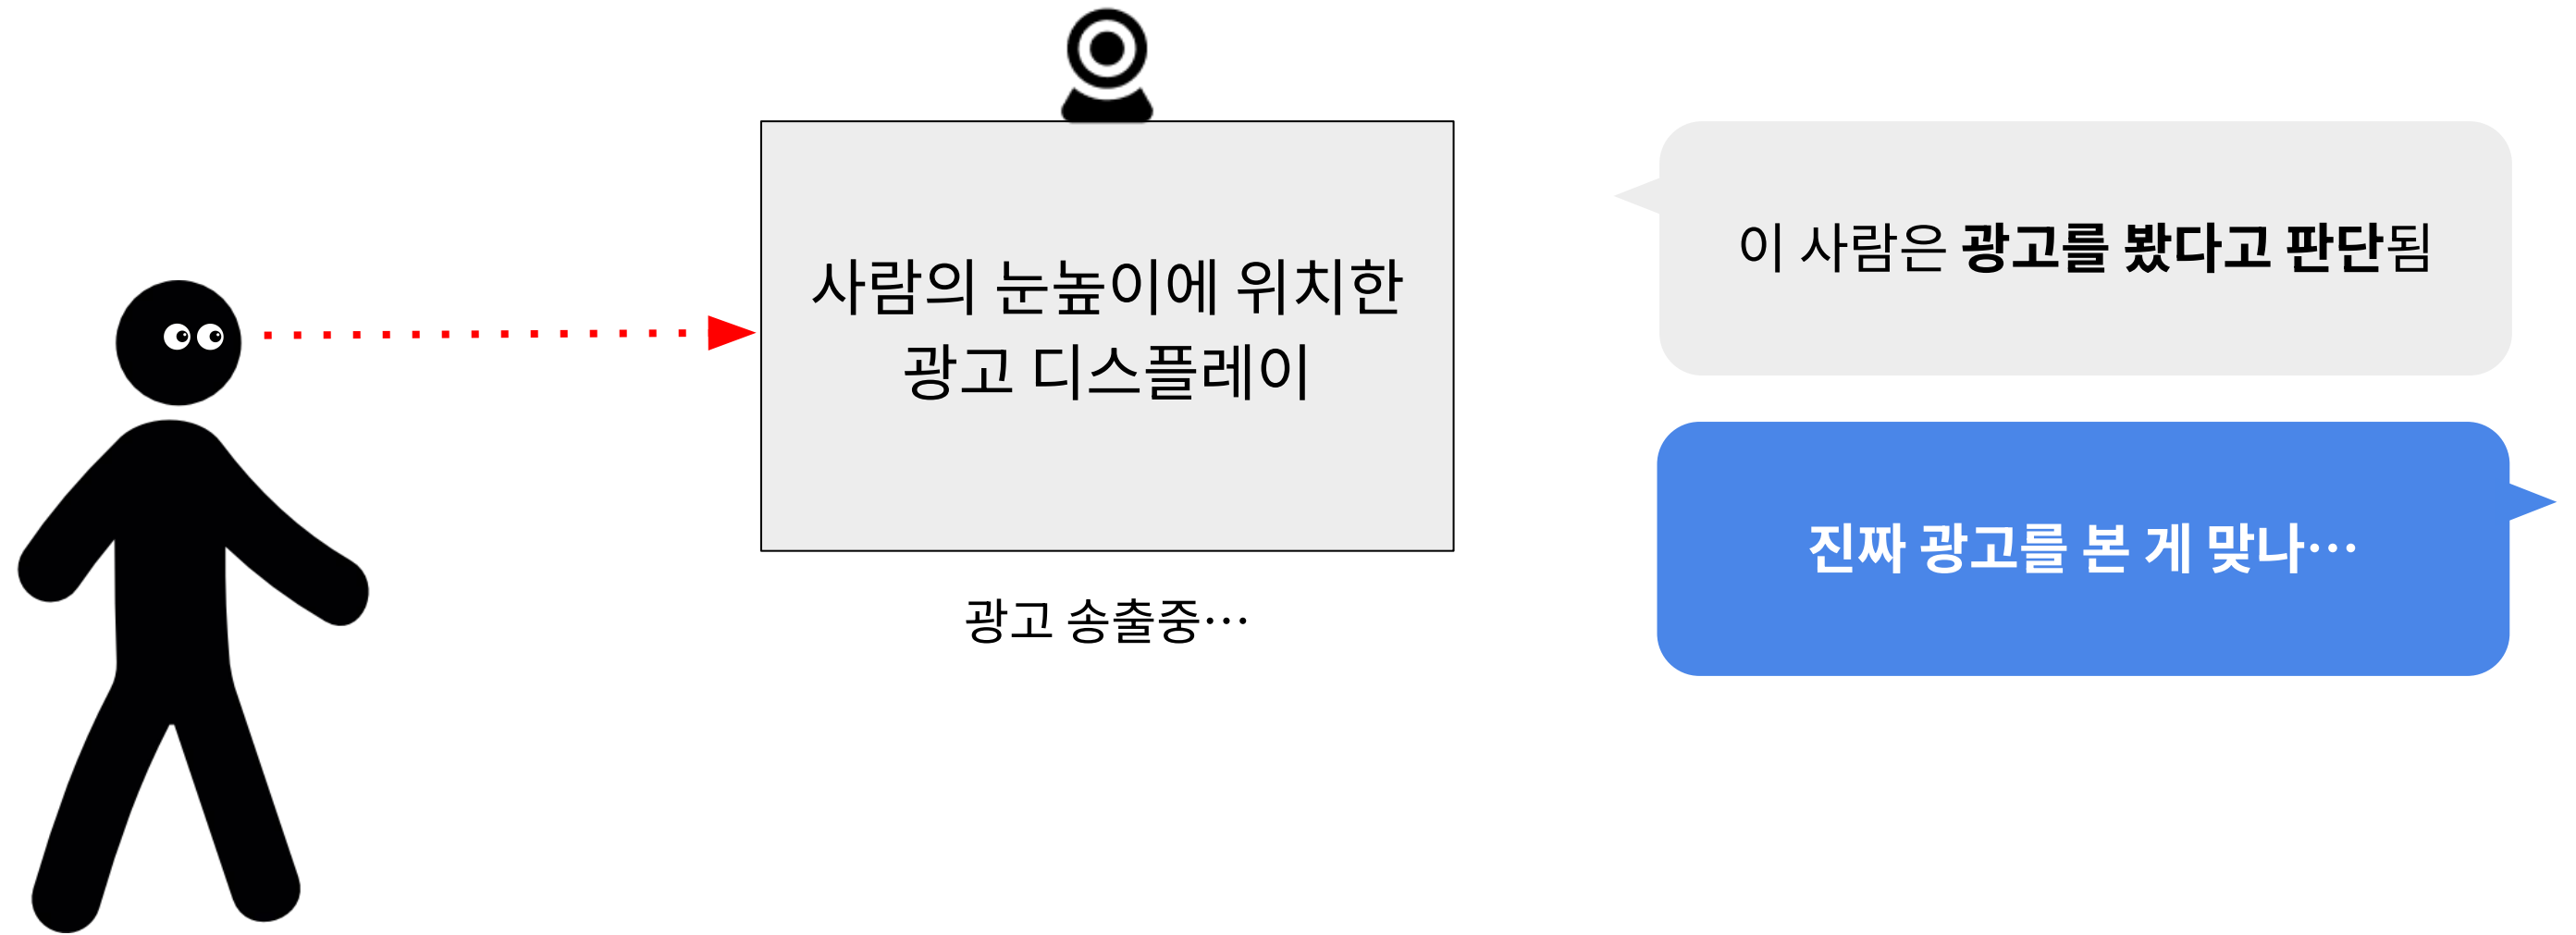 사람의 눈높이에 위치한
광고 디스플레이
광고 송출중…
이 사람은 광고를 봤다고 판단됨
진짜 광고를 본 게 맞나…